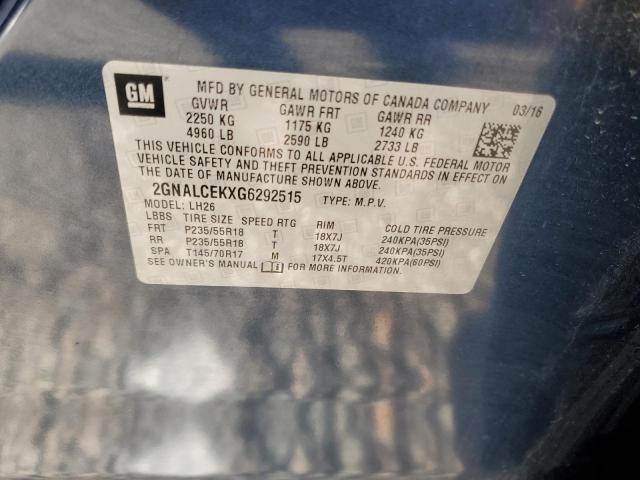 GM
MFD BY GENERAL MOTORS OF CANADA COMPANY 03/16
GVWR GAWR FRT GAWR RR
2250 KG 1175 KG 1240 KG
4960 LB 2590 LB 2733 LB
THIS VEHICLE CONFORMS TO ALL APPLICABLE U.S. FEDERAL MOTOR
VEHICLE SAFETY AND THEFT PREVENTION STANDARDS IN EFFECT ON
THE DATE OF MANUFACTURE SHOWN ABOVE.
2GNALCEKXG6292515 TYPE: M.P.V.
MODEL: LH26
LBBS TIRE SIZE SPEED RTG RIM COLD TIRE PRESSURE
FRT P235/55R18 T 18X7J 240KPA(35PSI)
RR P235/55R18 T 18X7J 240KPA(35PSI)
SPA T145/70R17 M 17X4.5T 420KPA(60PSI)
SEE OWNER'S MANUAL FOR MORE INFORMATION.